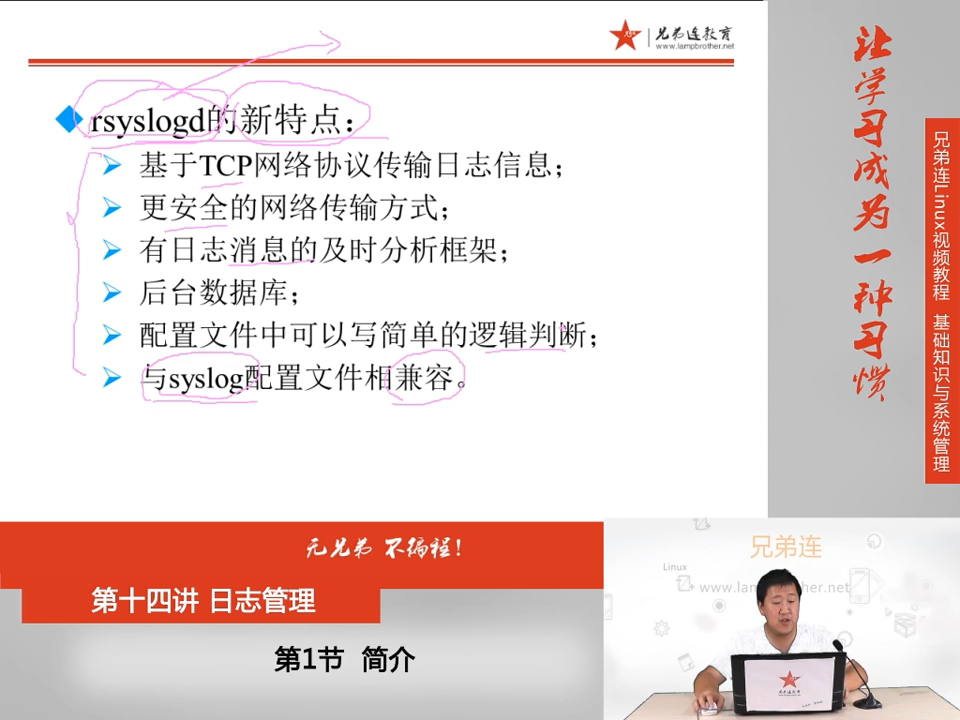 兄弟连教育
www.lampbrother.net
rsyslogd的新特点：
基于TCP网络协议传输日志信息；
更安全的网络传输方式；
有日志消息的及时分析框架；
后台数据库；
配置文件中可以写简单的逻辑判断；
与syslog配置文件相兼容。
让学习成为一种习惯
兄弟连Linux视频教程 基础知识与系统管理
无兄弟 不编程！
第十四讲 日志管理
第1节 简介
兄弟连
Linux
www.lampbrother.net